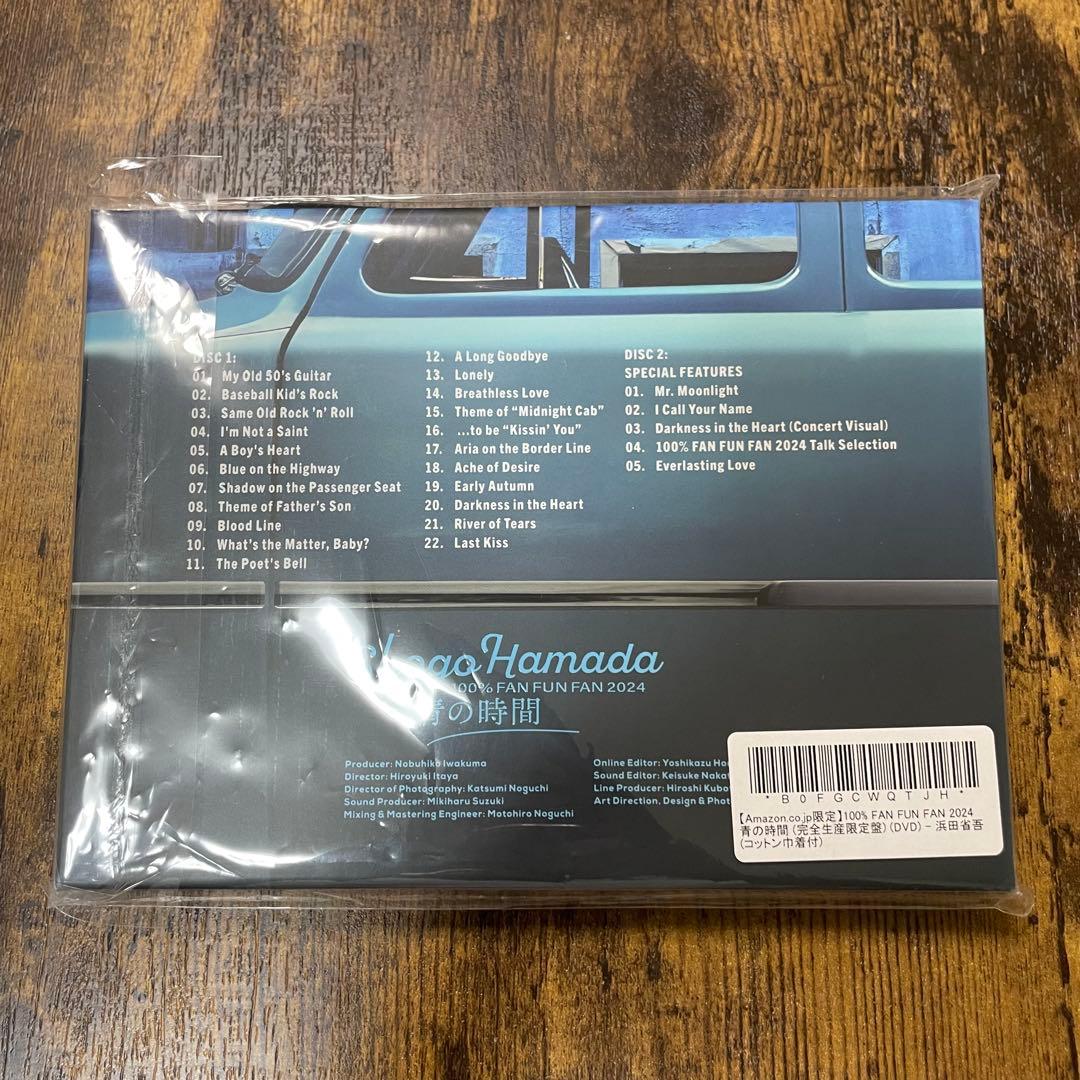 DISC 1:
01. My Old 50's Guitar
02. Baseball Kid's Rock
03. Same Old Rock 'n' Roll
04. I'm Not a Saint
05. A Boy's Heart
06. Blue on the Highway
07. Shadow on the Passenger Seat
08. Theme of Father's Son
09. Blood Line
10. What's the Matter, Baby?
11. The Poet's Bell
12. A Long Goodbye
13. Lonely
14. Breathless Love
15. Theme of “Midnight Cab”
16. ...to be “Kissin' You”
17. Aria on the Border Line
18. Ache of Desire
19. Early Autumn
20. Darkness in the Heart
21. River of Tears
22. Last Kiss
DISC 2:
SPECIAL FEATURES
01. Mr. Moonlight
02. I Call Your Name
03. Darkness in the Heart (Concert Visual)
04. 100% FAN FUN FAN 2024 Talk Selection
05. Everlasting Love
Shogo Hamada
100% FAN FUN FAN 2024
青の時間
Producer: Nobuhiko Iwakuma
Director: Hiroyuki Itaya
Director of Photography: Katsumi Noguchi
Sound Producer: Mikiharu Suzuki
Mixing & Mastering Engineer: Motohiro Noguchi
Online Editor: Yoshikazu
Sound Editor: Keisuke
Line Producer: Hiroshi
Art Direction, Design &
*B0FGCWQTJH*
【Amazon.co.jp限定】100% FAN FUN FAN 2024
青の時間 (完全生産限定盤)(DVD) - 浜田省吾
(コットン巾着付)